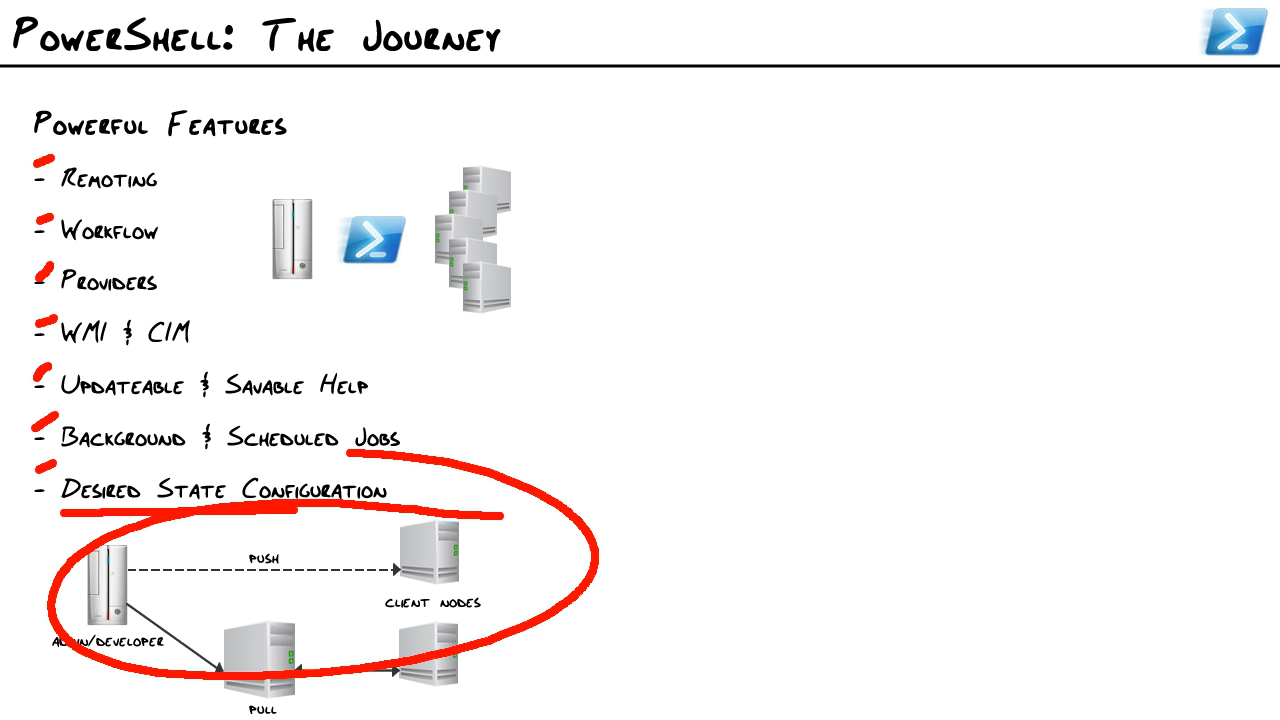 PowerShell: The Journey
Powerful Features
- Remoting
- Workflow
- Providers
- WMI & CIM
- Updateable & Savable Help
- Background & Scheduled Jobs
- Desired State Configuration
PUSH
CLIENT NODES
ADMIN/DEVELOPER
PULL